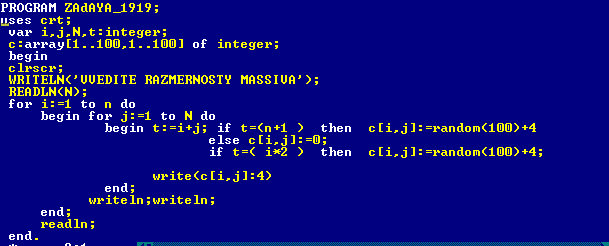 PROGRAM ZAdAYA_1919;
uses crt;
var i,j,N,t:integer;
c:array[1..100,1..100] of integer;
begin
clrscr;
WRITELN('VVEDITE RAZMERNOSTY MASSIVA');
READLN(N);
for i:=1 to n do
begin for j:=1 to N do
begin t:=i+j; if t=(n+1 ) then c[i,j]:=random(100)+4
else c[i,j]:=0;
if t=( i*2 ) then c[i,j]:=random(100)+4;
write(c[i,j]:4)
end;
writeln;writeln;
end;
readln;
end.